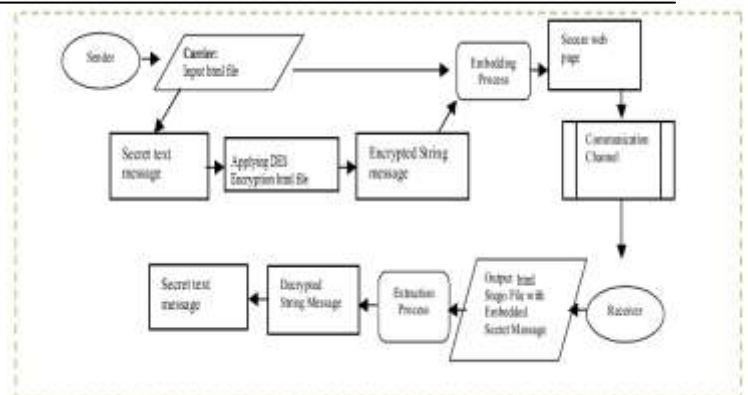 Sender
Carrier:
Input html file
Embedding
Process
Secure web
page
Secret text
message
Applying DES
Encryption html file
Encrypted String
message
Communication
Channel
Secret text
message
Decrypted
String Message
Extraction
Process
Output: html
Stego File with
Embedded
Secret Message
Receiver